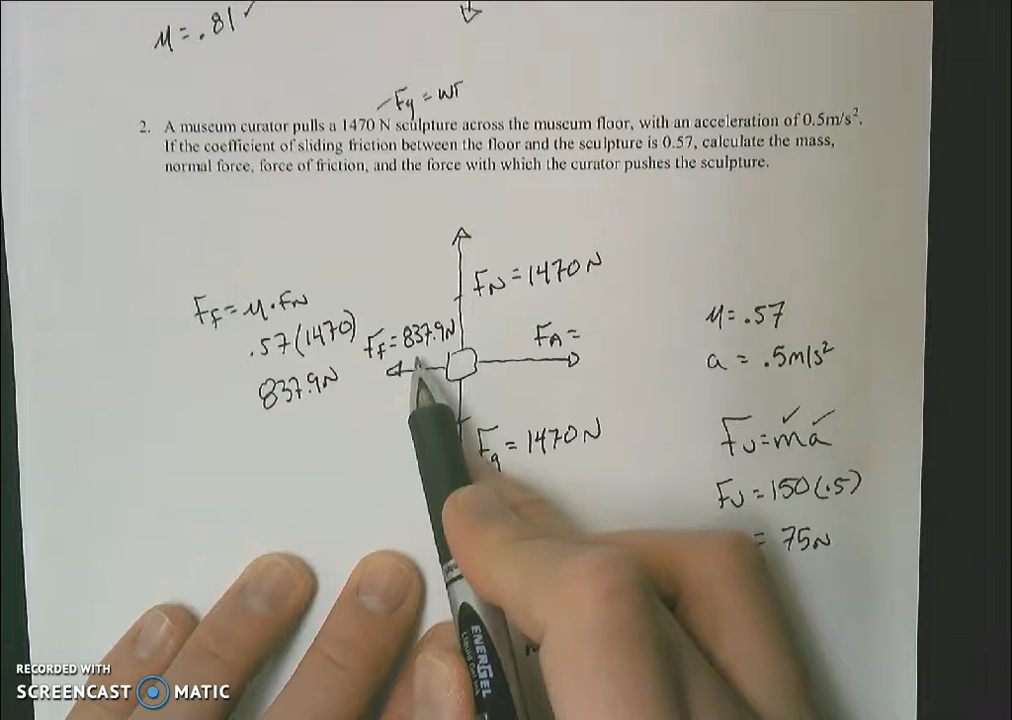 μ = .81 ✓
Fg = WT
2. A museum curator pulls a 1470 N sculpture across the museum floor, with an acceleration of 0.5m/s².
If the coefficient of sliding friction between the floor and the sculpture is 0.57, calculate the mass,
normal force, force of friction, and the force with which the curator pushes the sculpture.
FN = 1470 N
FF = μ · FN
.57(1470)
837.9N
FF = 837.9N
FA =
Fg = 1470 N
μ = .57
a = .5m/s²
FU = ma
FU = 150(.5)
= 75N
ENERGEL
RECORDED WITH
SCREENCAST MATIC